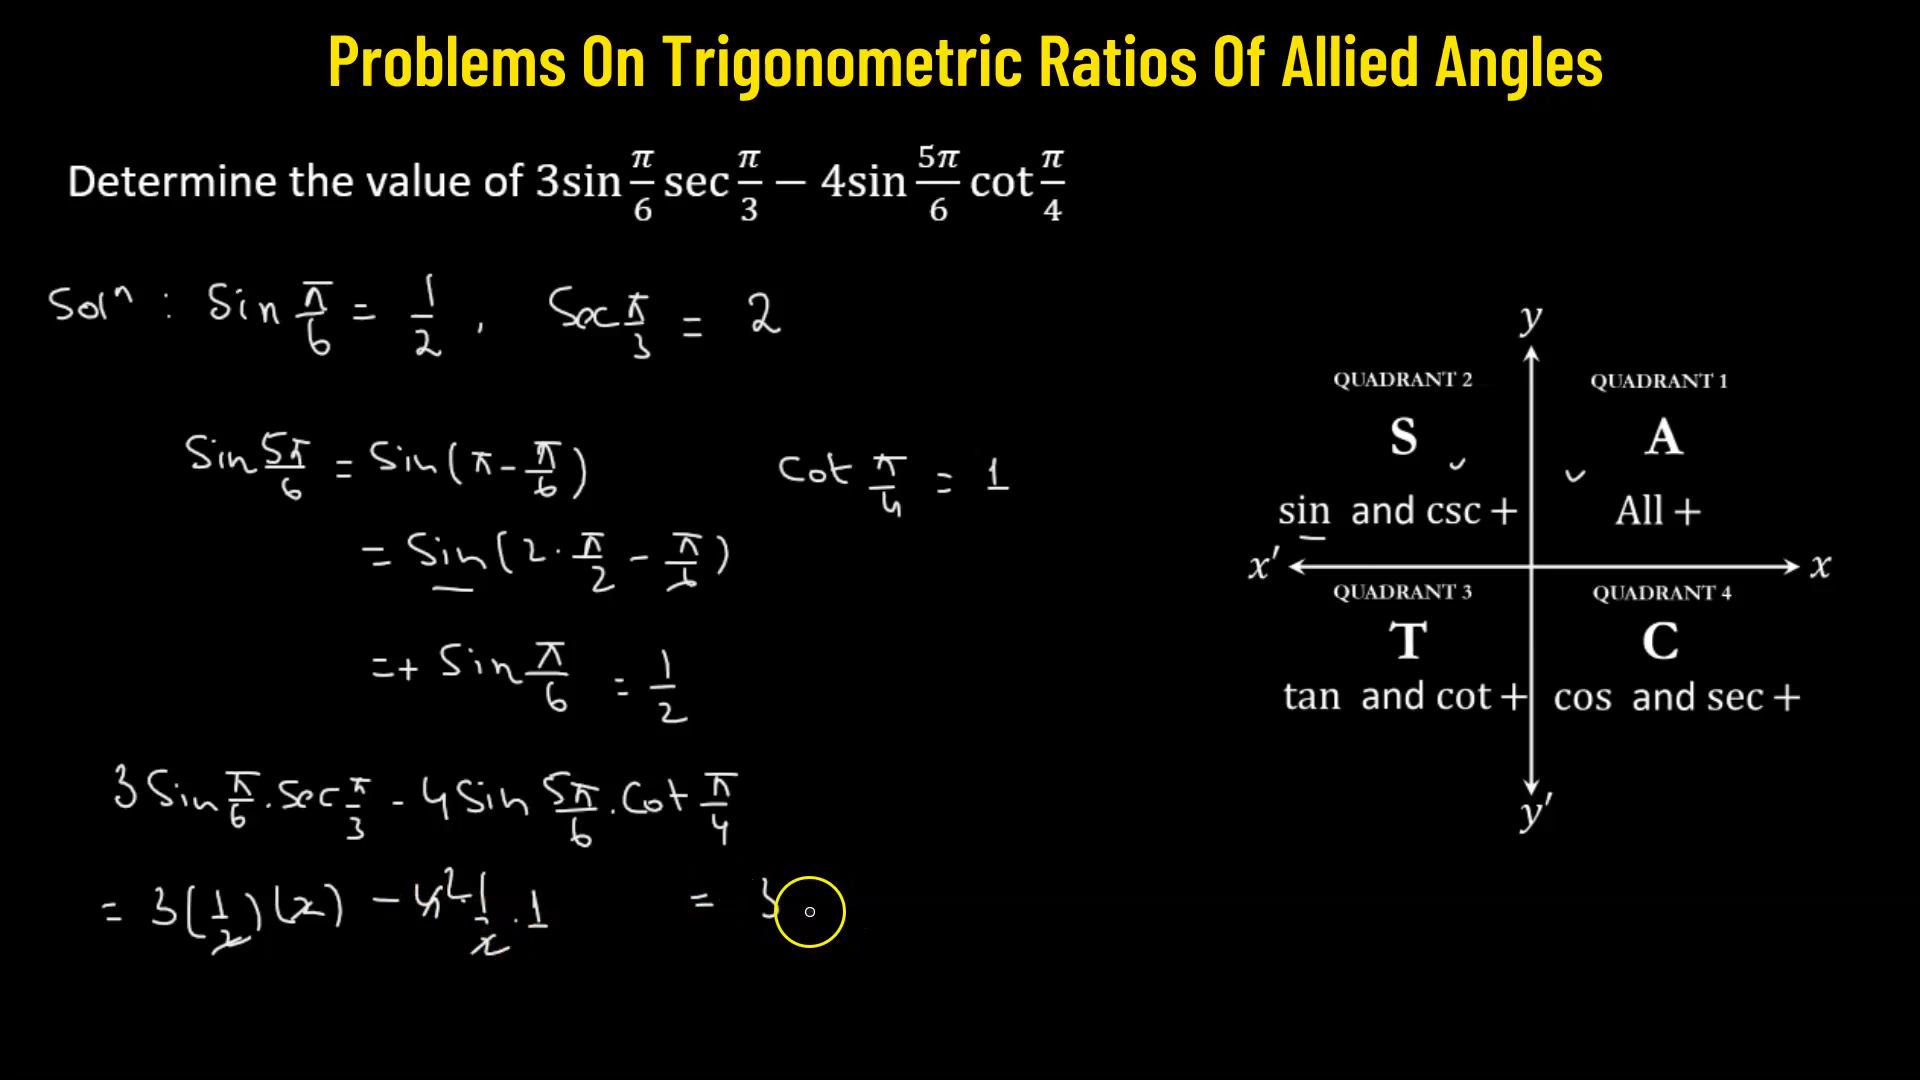 Problems On Trigonometric Ratios Of Allied Angles
Determine the value of 3sin π/6 sec π/3 − 4sin 5π/6 cot π/4
Solⁿ : Sin π/6 = 1/2 , Sec π/3 = 2
Sin 5π/6 = Sin(π - π/6)
Cot π/4 = 1
= Sin(2 · π/2 - π/6)
= + Sin π/6 = 1/2
3 Sin π/6 . Sec π/3 - 4 Sin 5π/6 . Cot π/4
= 3(1/2)(2) - 4² . 1/2 . 1 = 3
y
QUADRANT 2 QUADRANT 1
S A
sin and csc + All +
x′ x
QUADRANT 3 QUADRANT 4
T C
tan and cot + cos and sec +
y′